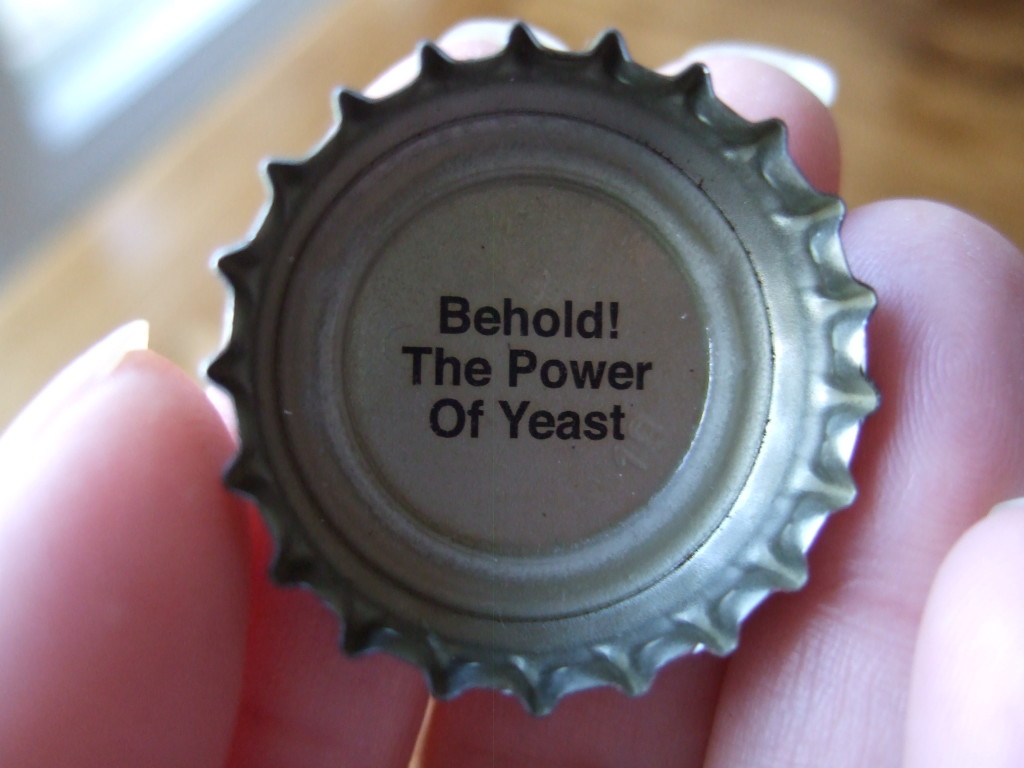 Behold!
The Power
Of Yeast